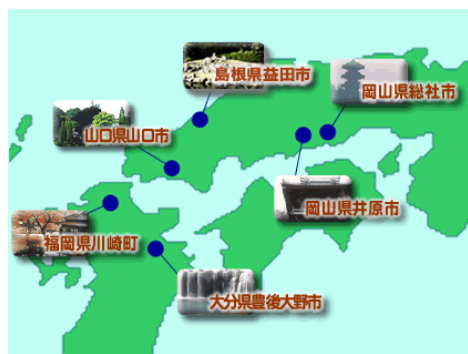 島根県益田市
岡山県総社市
山口県山口市
岡山県井原市
福岡県川崎町
大分県豊後大野市